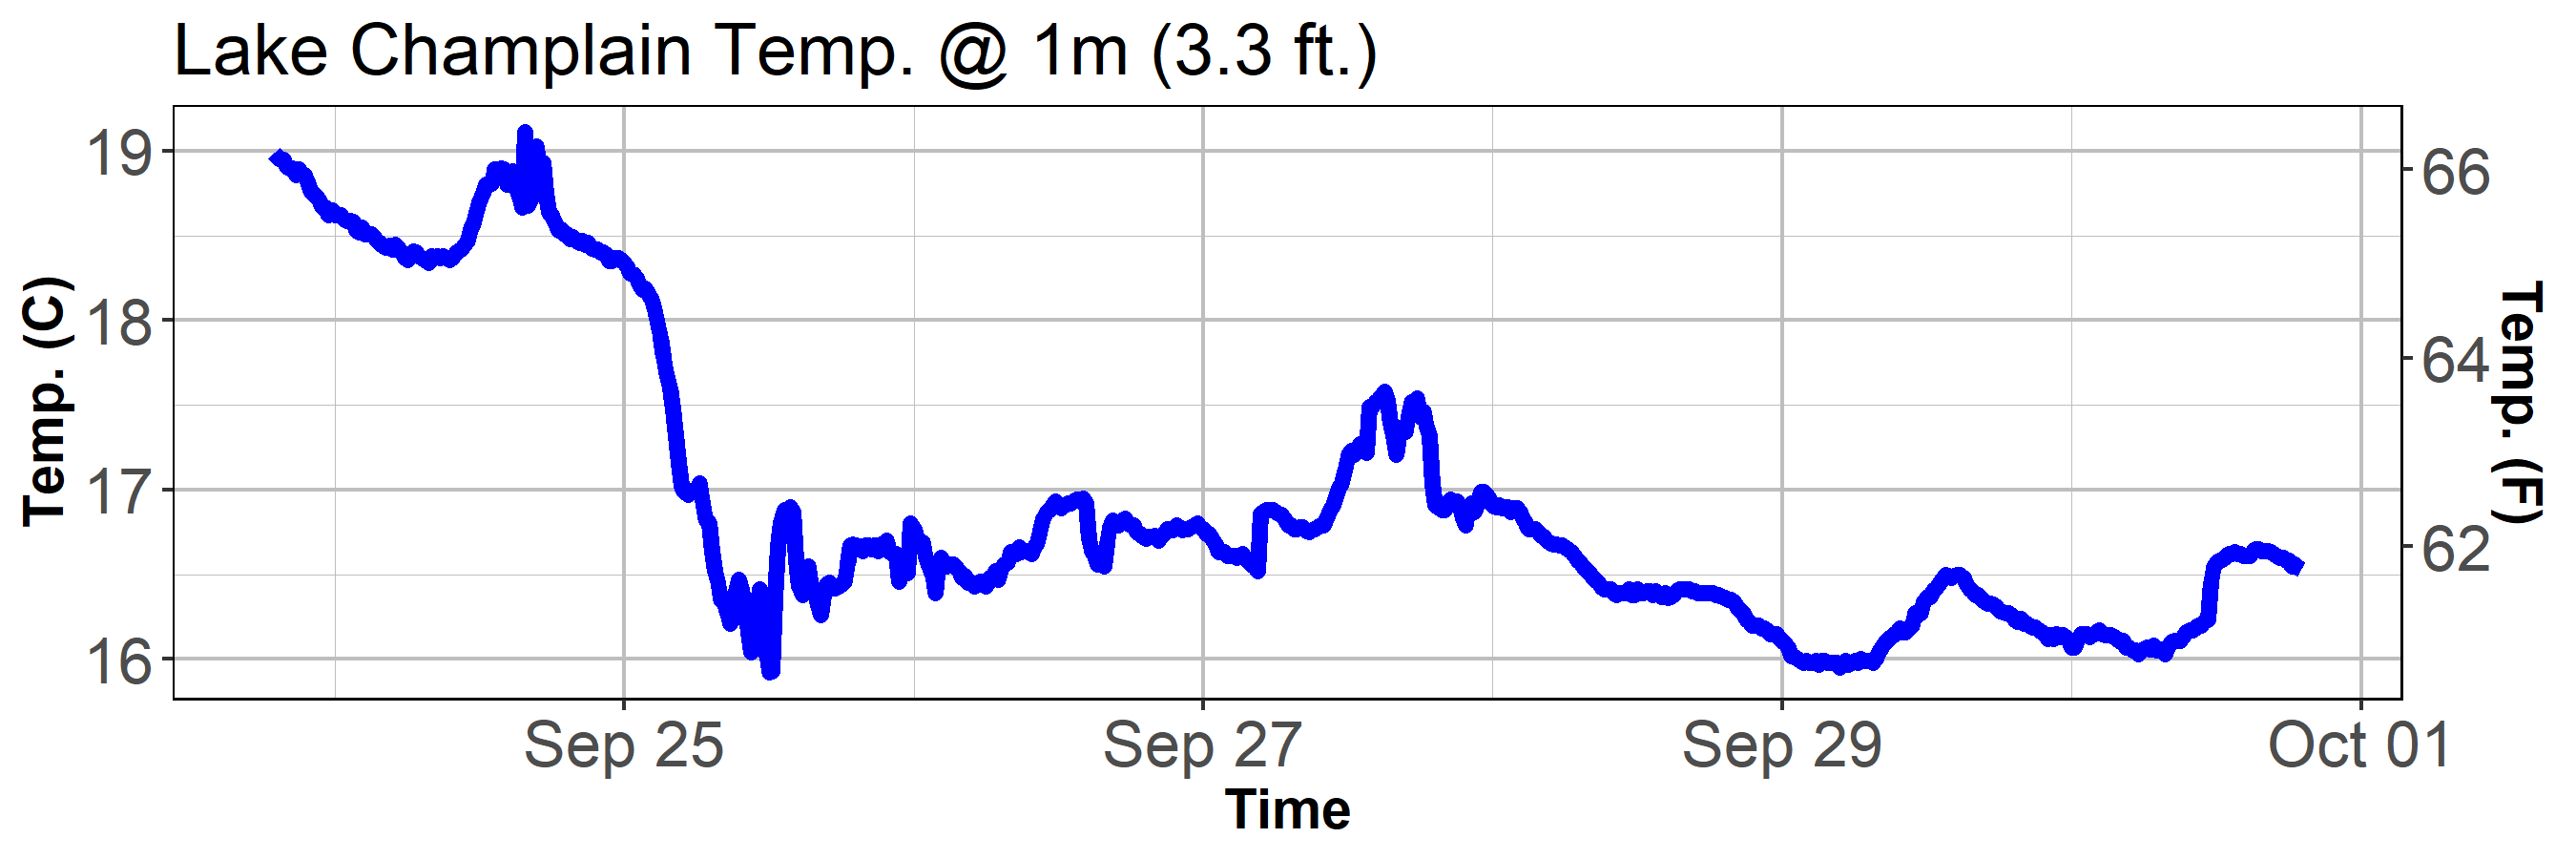 Lake Champlain Temp. @ 1m (3.3 ft.)
Temp. (C)
19
18
17
16
66
64
62
Temp. (F)
Sep 25 Sep 27 Sep 29 Oct 01
Time